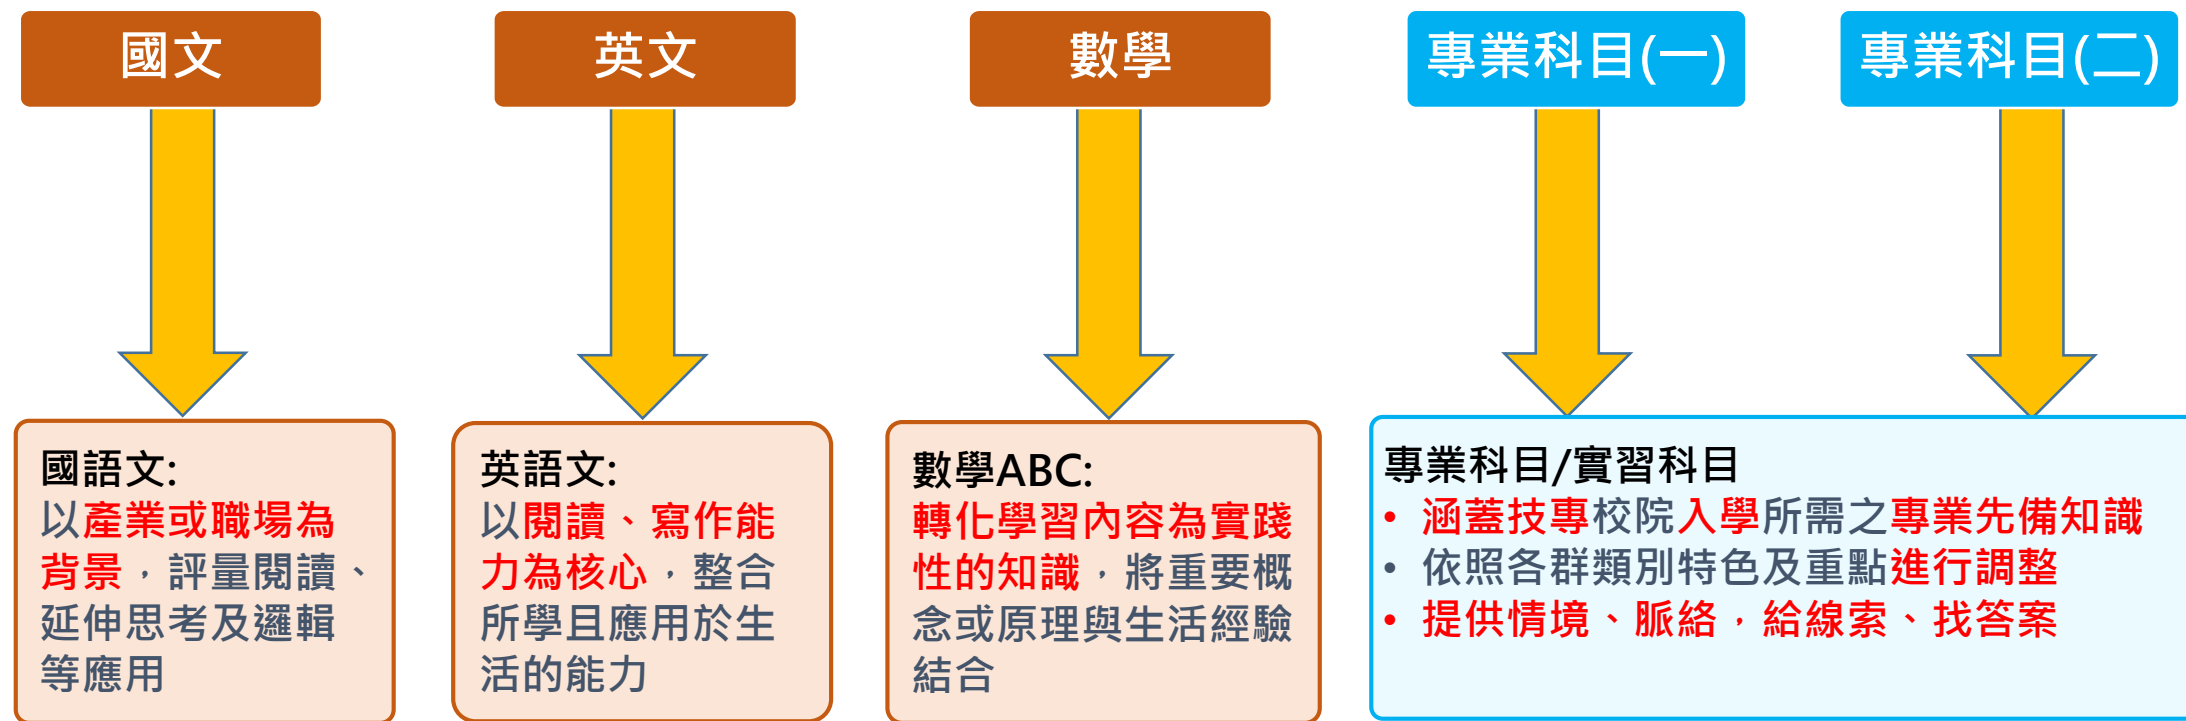 國文
英文
數學
專業科目(一)
專業科目(二)
國語文:
以產業或職場為
背景，評量閱讀、
延伸思考及邏輯
等應用
英語文:
以閱讀、寫作能
力為核心，整合
所學且應用於生
活的能力
數學ABC:
轉化學習內容為實踐
性的知識，將重要概
念或原理與生活經驗
結合
專業科目/實習科目
• 涵蓋技專校院入學所需之專業先備知識
• 依照各群類別特色及重點進行調整
• 提供情境、脈絡，給線索、找答案